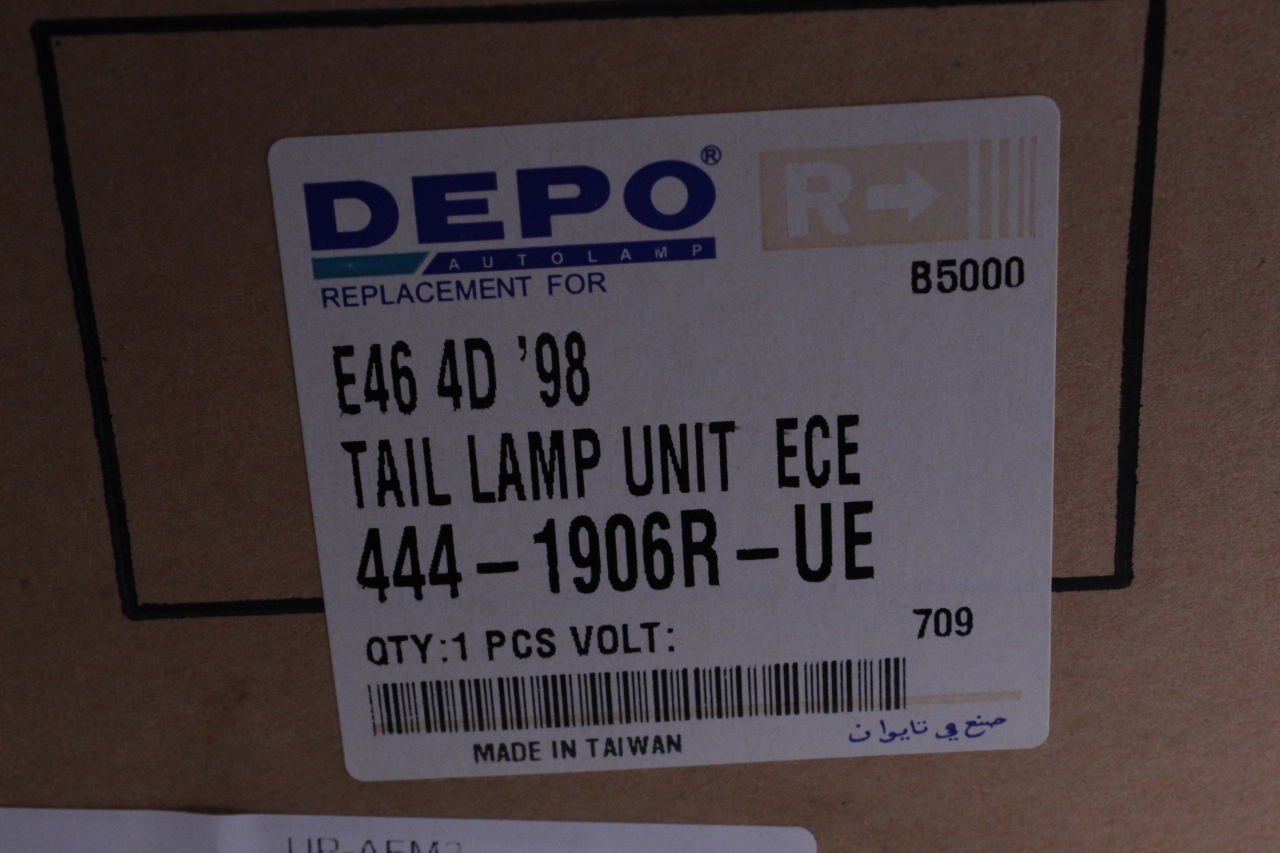 DEPO®
AUTOLAMP
REPLACEMENT FOR
R
B5000
E46 4D '98
TAIL LAMP UNIT ECE
444-1906R-UE
QTY:1 PCS VOLT:
709
MADE IN TAIWAN
صنع في تايوان